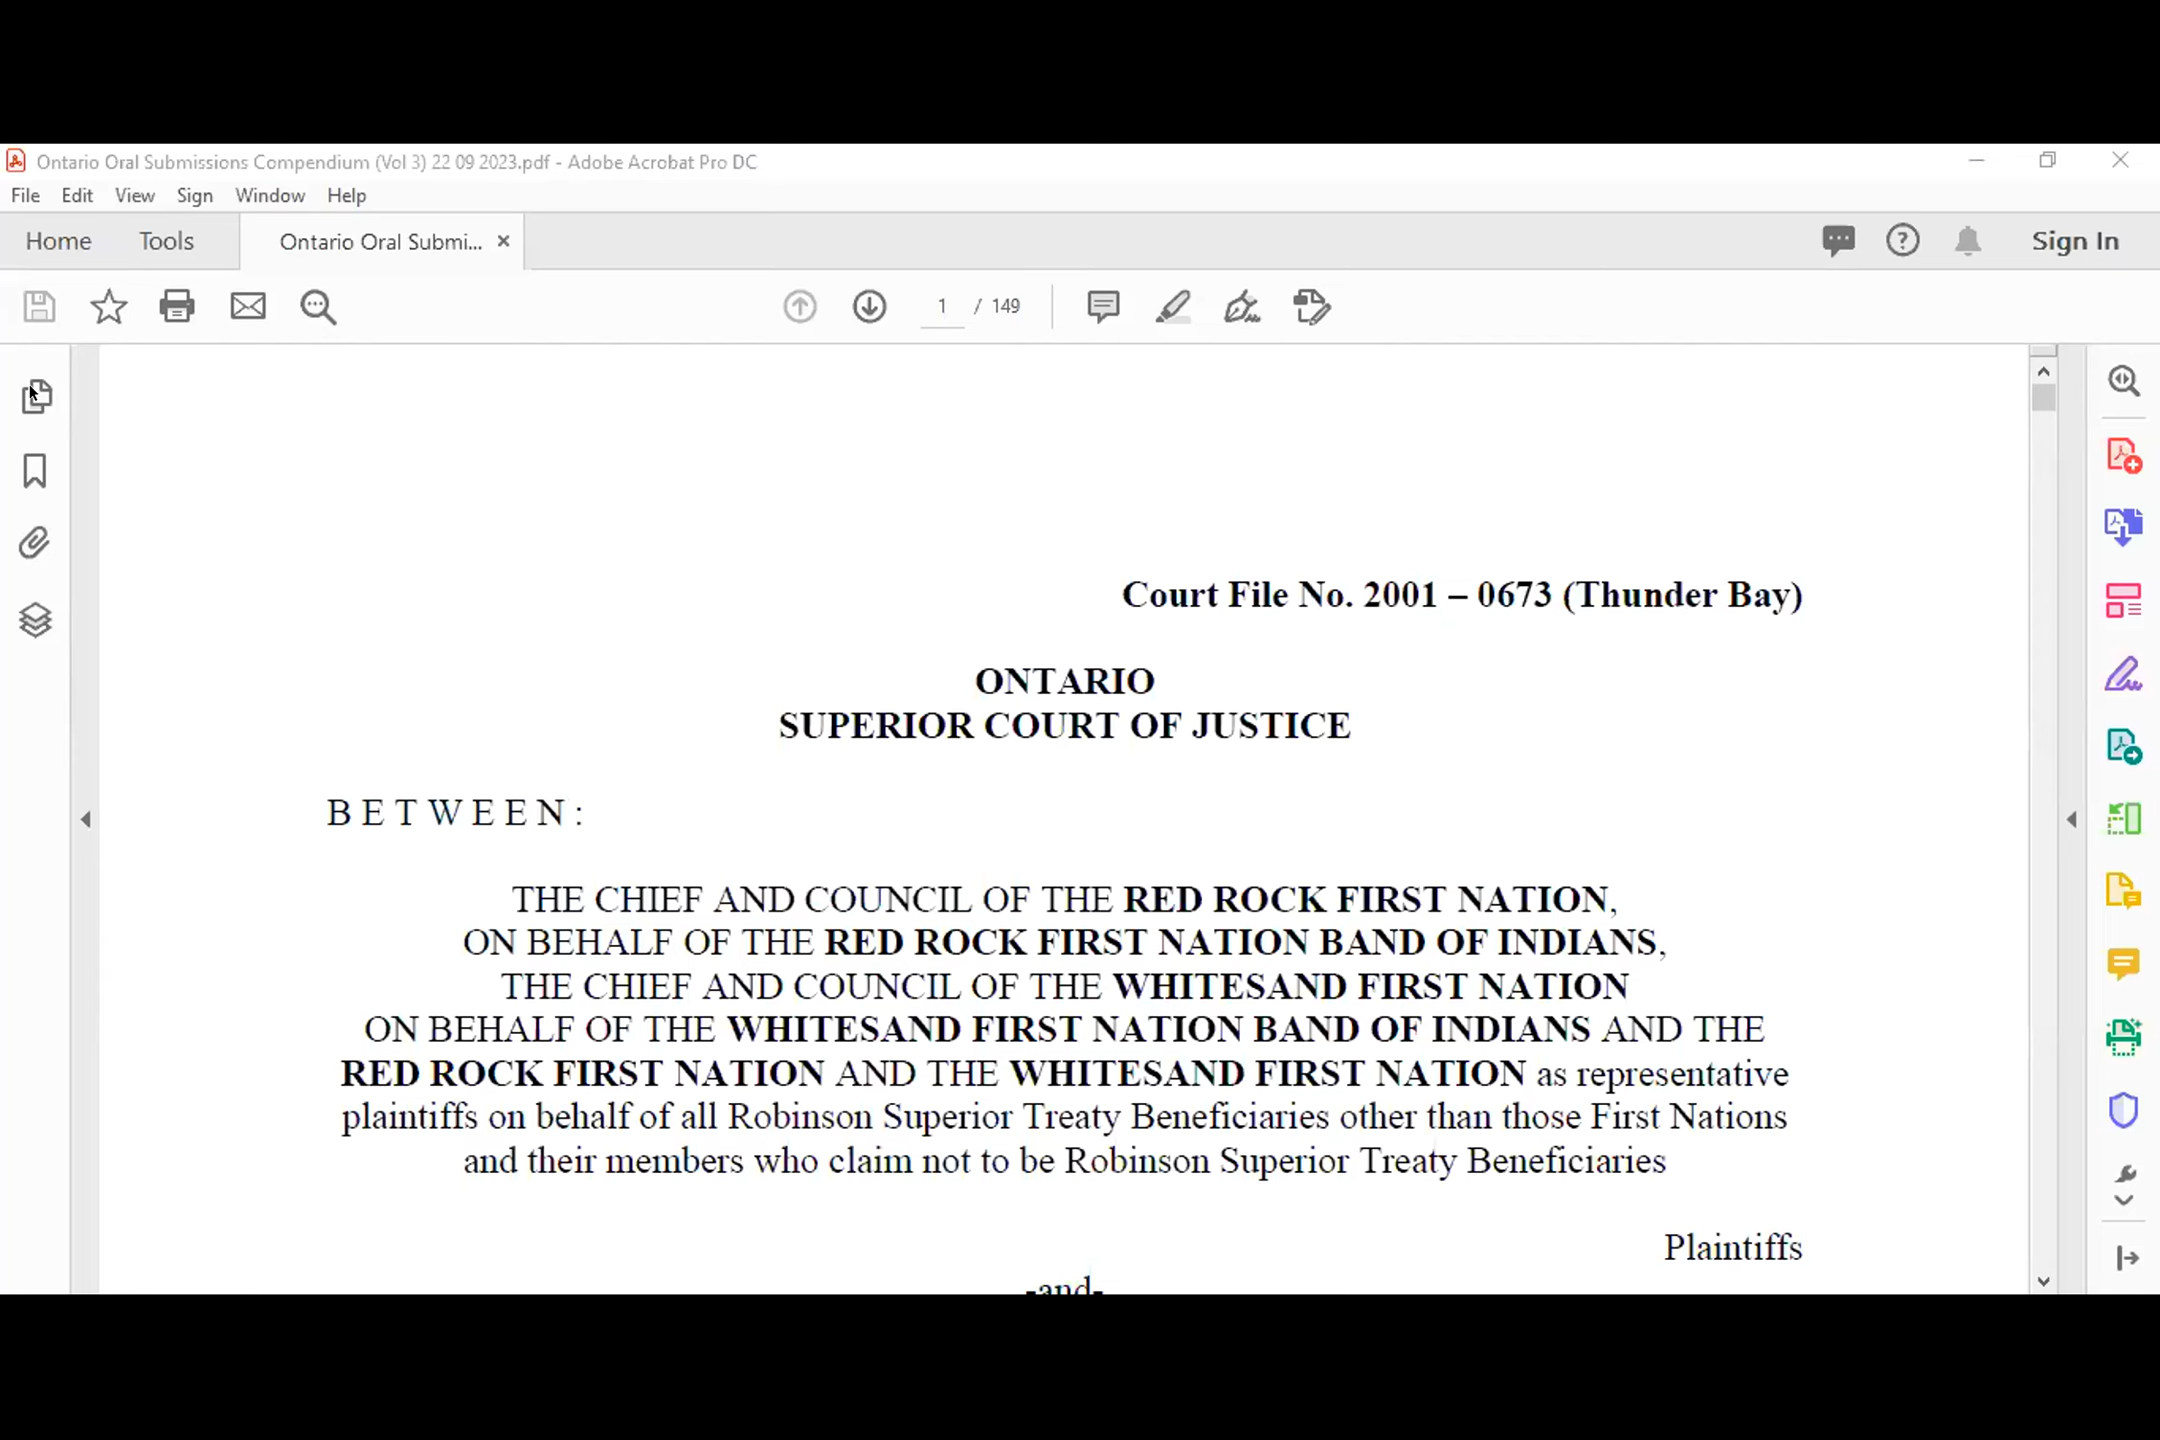 Ontario Oral Submissions Compendium (Vol 3) 22 09 2023.pdf - Adobe Acrobat Pro DC
File Edit View Sign Window Help
Home Tools Ontario Oral Submi... Sign In
1 / 149
Court File No. 2001 – 0673 (Thunder Bay)
ONTARIO
SUPERIOR COURT OF JUSTICE
B E T W E E N :
THE CHIEF AND COUNCIL OF THE RED ROCK FIRST NATION,
ON BEHALF OF THE RED ROCK FIRST NATION BAND OF INDIANS,
THE CHIEF AND COUNCIL OF THE WHITESAND FIRST NATION
ON BEHALF OF THE WHITESAND FIRST NATION BAND OF INDIANS AND THE
RED ROCK FIRST NATION AND THE WHITESAND FIRST NATION as representative
plaintiffs on behalf of all Robinson Superior Treaty Beneficiaries other than those First Nations
and their members who claim not to be Robinson Superior Treaty Beneficiaries
Plaintiffs
-and-